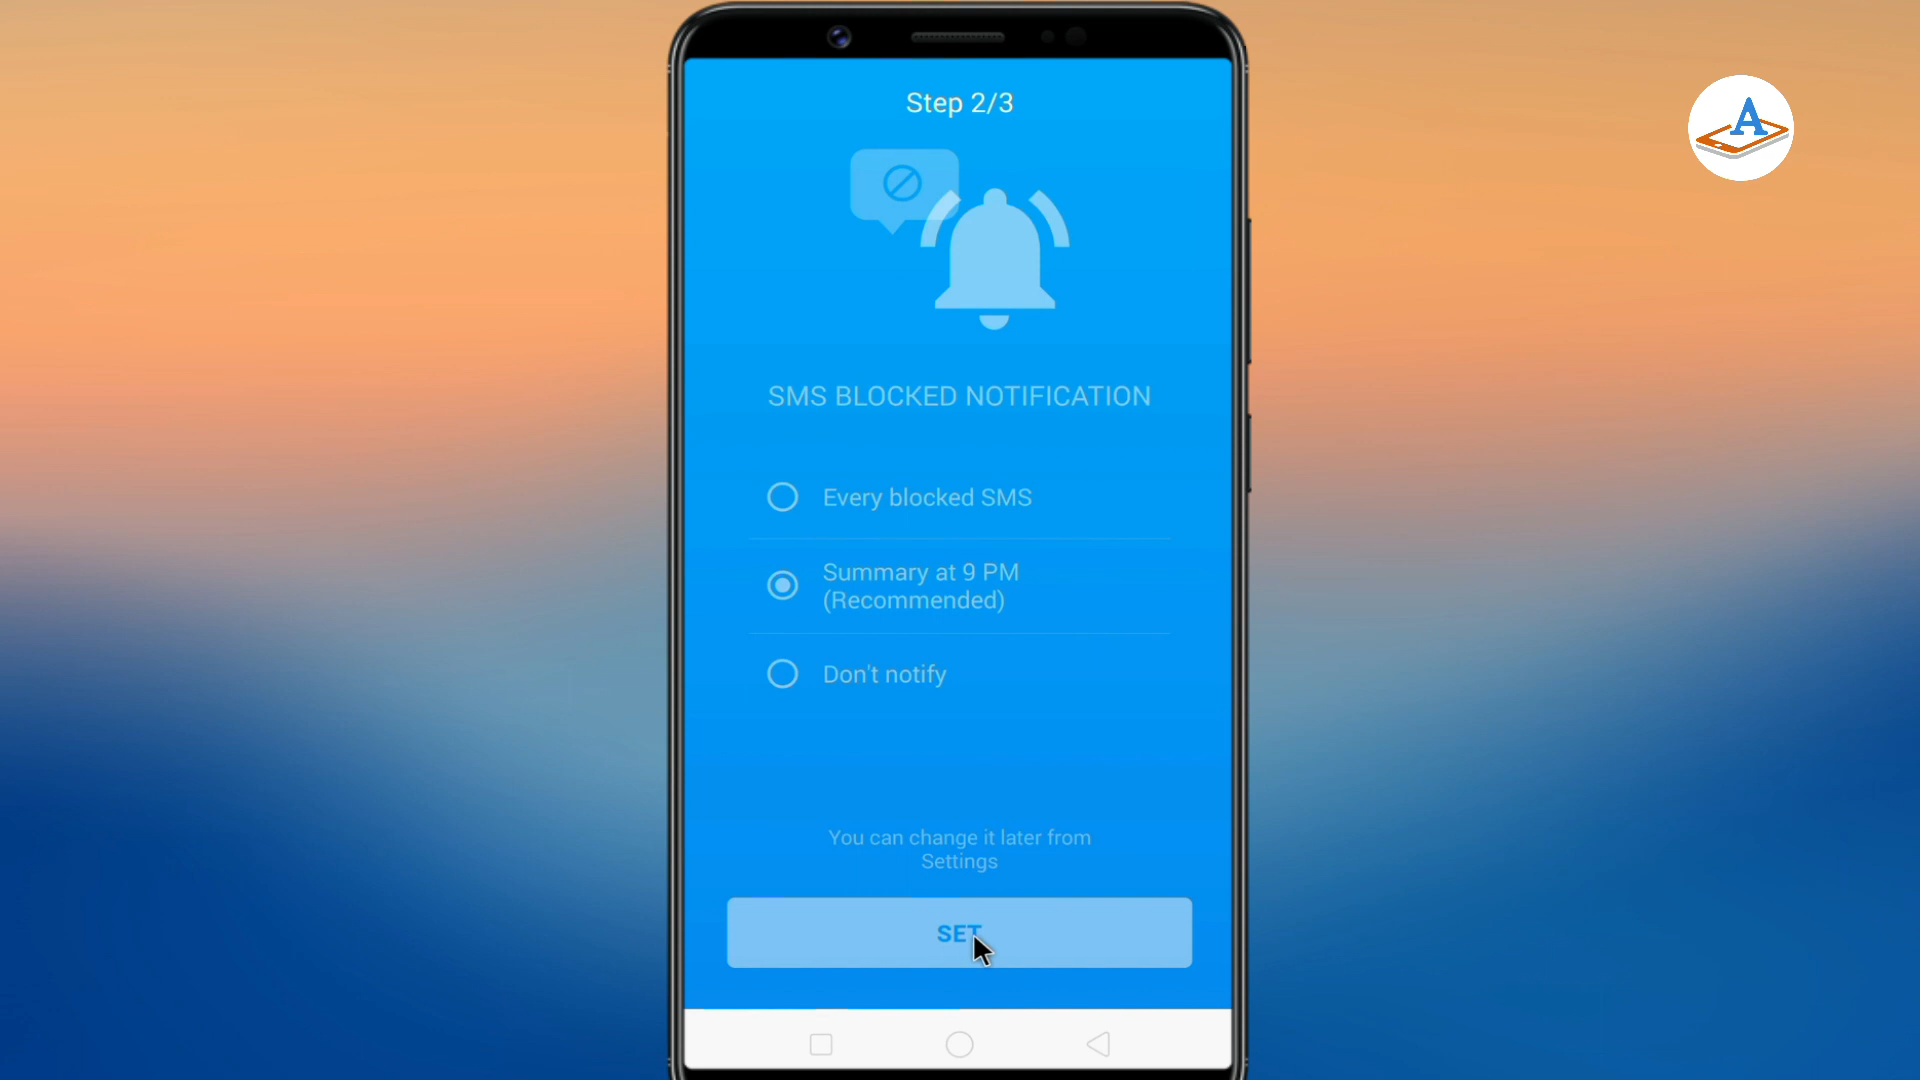 Step 2/3
A
SMS BLOCKED NOTIFICATION
Every blocked SMS
Summary at 9 PM
(Recommended)
Don't notify
You can change it later from
Settings
SET